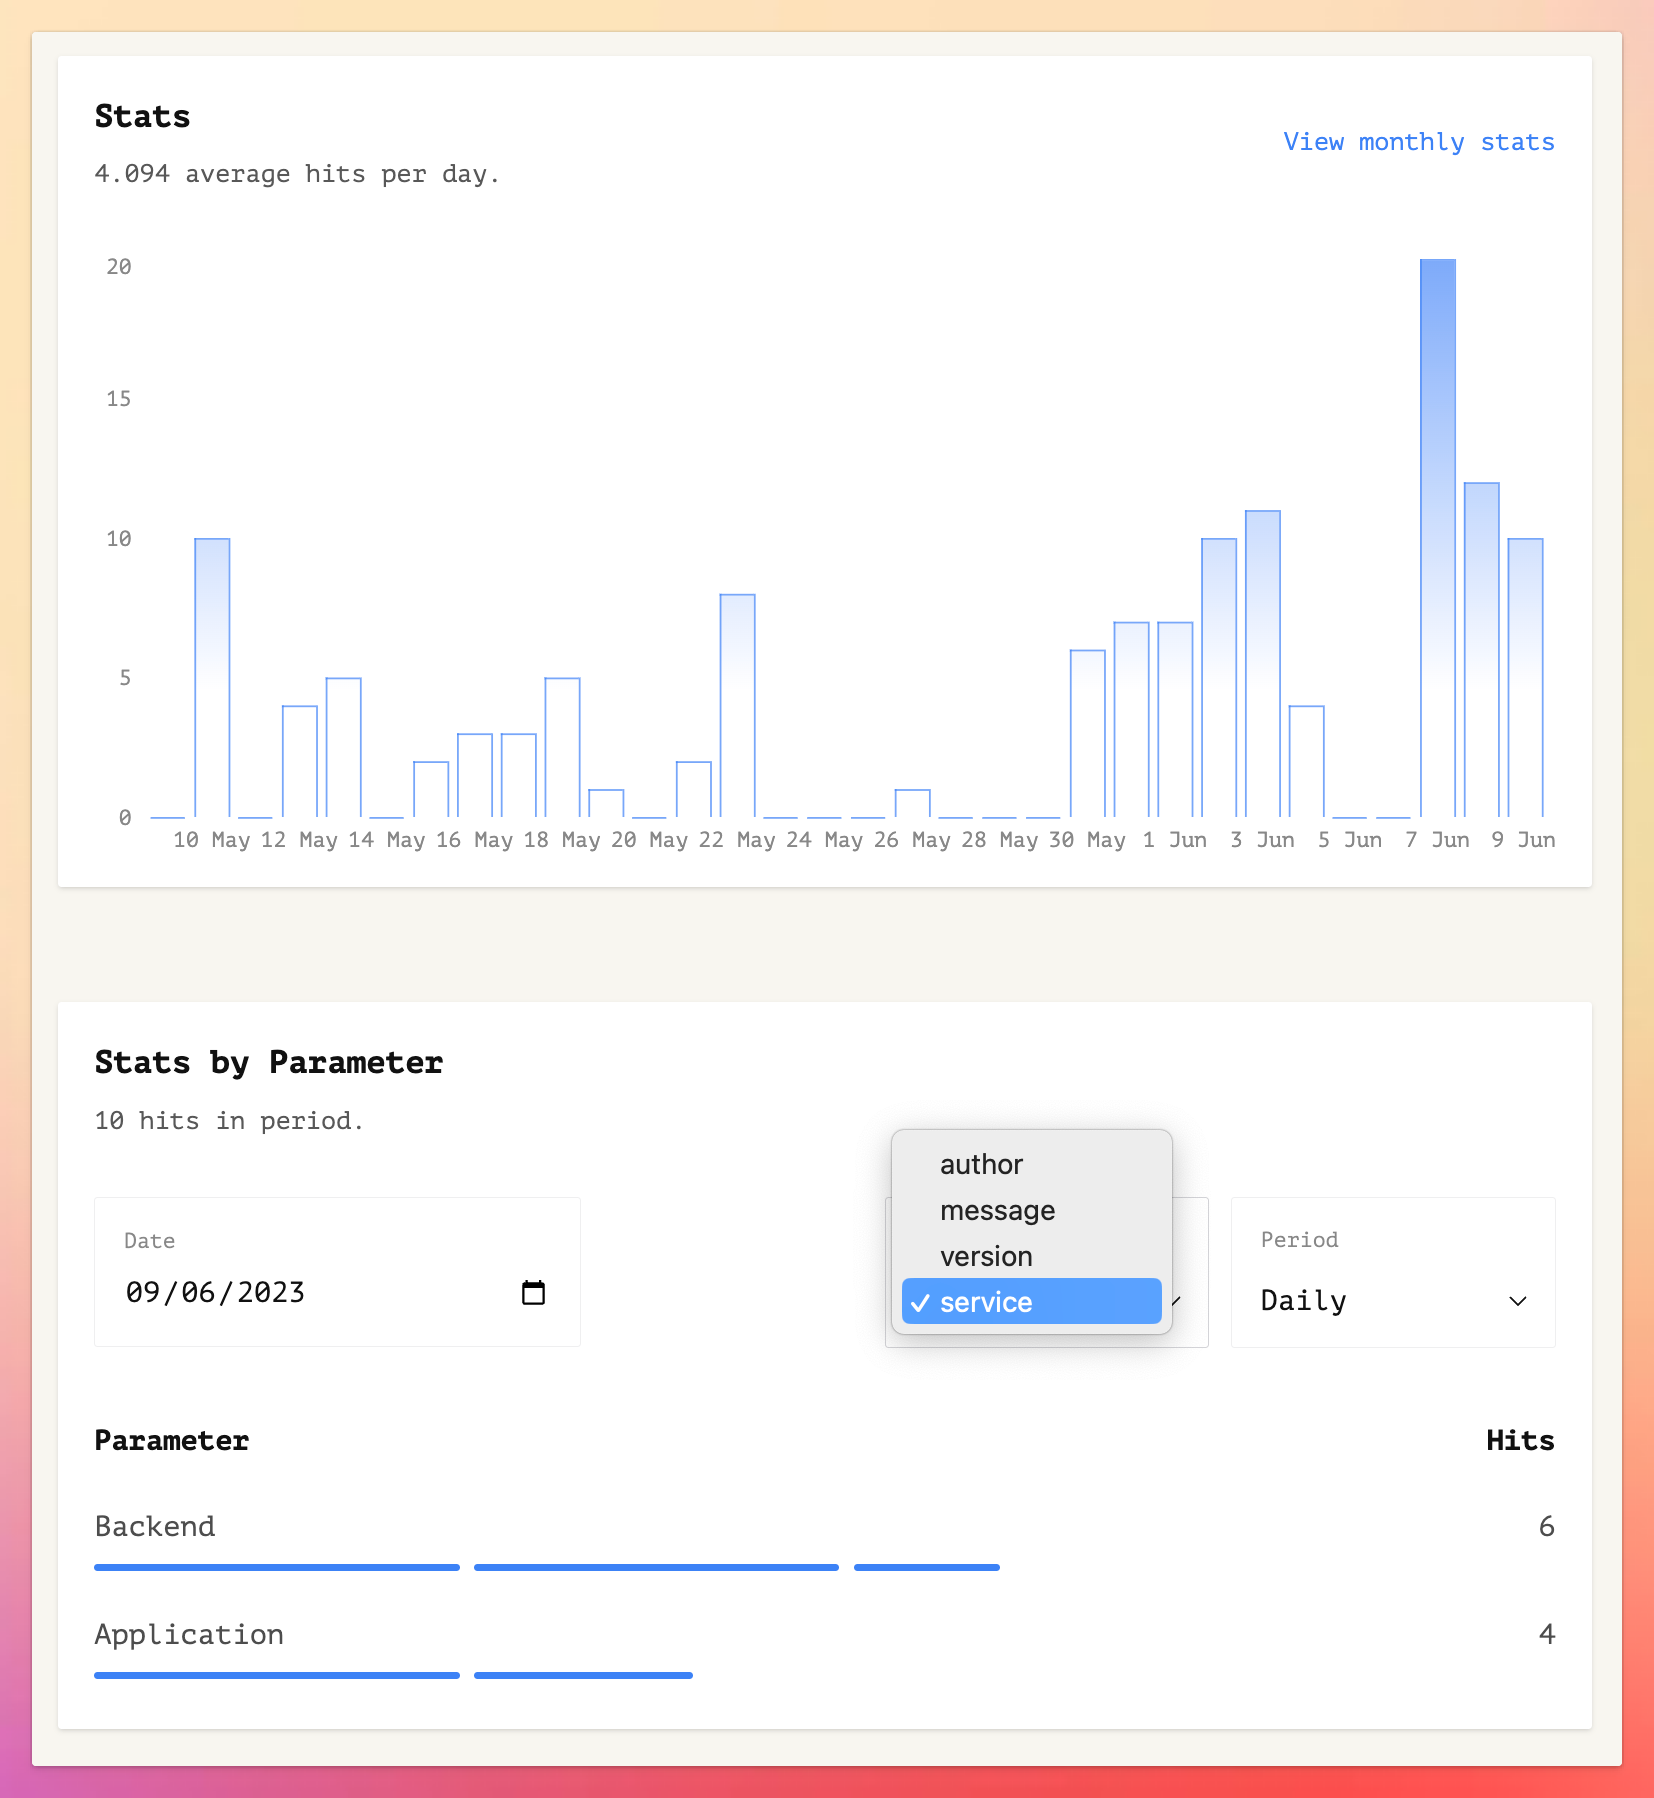 Stats
View monthly stats
4.094 average hits per day.
20
15
10
5
0
10 May 12 May 14 May 16 May 18 May 20 May 22 May 24 May 26 May 28 May 30 May 1 Jun 3 Jun 5 Jun 7 Jun 9 Jun
Stats by Parameter
10 hits in period.
author
message
version
service
Date
09/06/2023
Period
Daily
Parameter Hits
Backend 6
Application 4